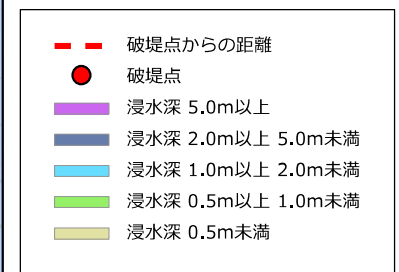 破堤点からの距離
破堤点
浸水深 5.0m以上
浸水深 2.0m以上 5.0m未満
浸水深 1.0m以上 2.0m未満
浸水深 0.5m以上 1.0m未満
浸水深 0.5m未満